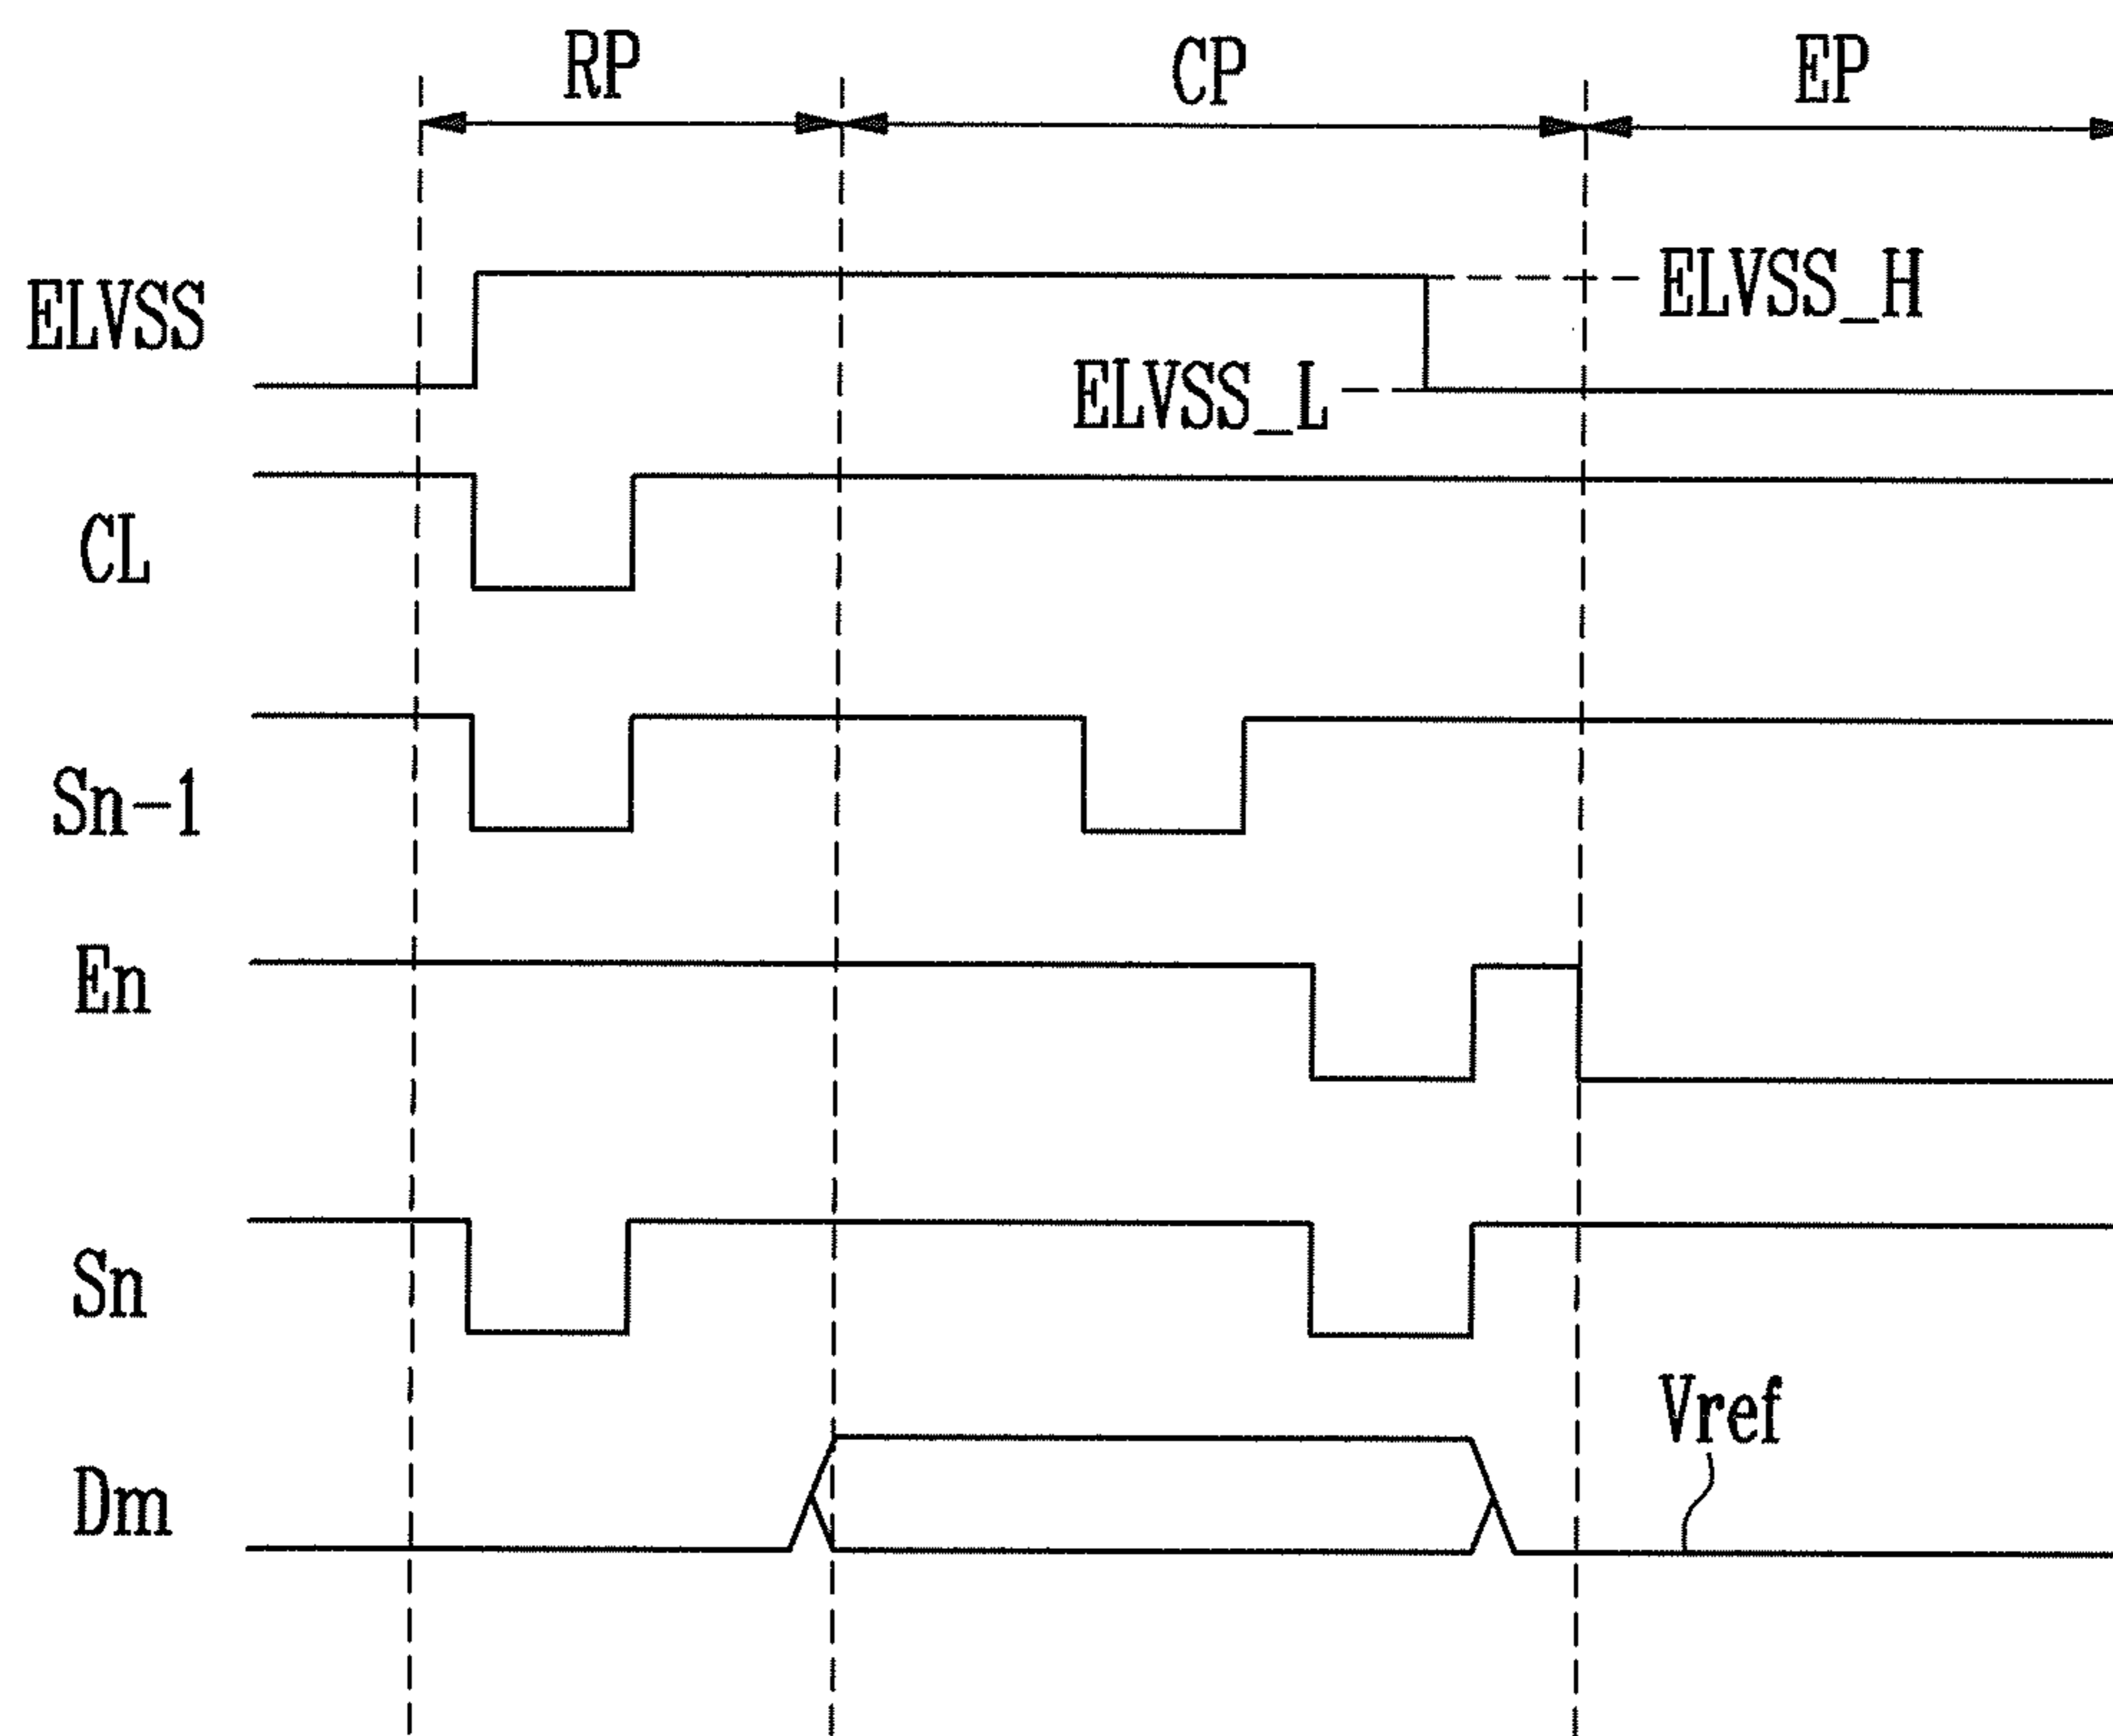 RP CP EP
ELVSS
ELVSS_H
ELVSS_L
CL
Sn-1
En
Sn
Vref
Dm